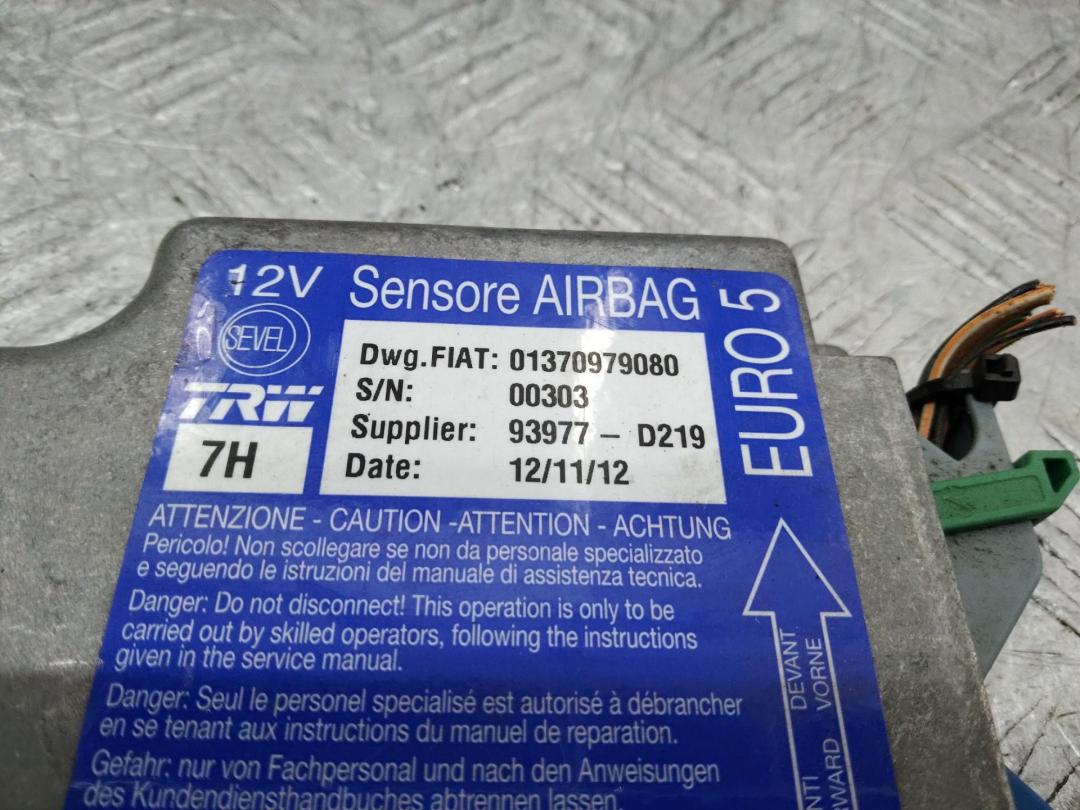 12V Sensore AIRBAG
SEVEL
TRW
7H
Dwg.FIAT: 01370979080
S/N: 00303
Supplier: 93977 - D219
Date: 12/11/12
EURO 5
ATTENZIONE - CAUTION -ATTENTION - ACHTUNG
Pericolo! Non scollegare se non da personale specializzato
e seguendo le istruzioni del manuale di assistenza tecnica.
Danger: Do not disconnect! This operation is only to be
carried out by skilled operators, following the instructions
given in the service manual.
Danger: Seul le personel specialisé est autorisé à débrancher
en se tenant aux instructions du manuel de reparation.
Gefahr: nur von Fachpersonal und nach den Anweisungen
des Kundendiensthandbuches abtrennen lassen.
DEVANT
VORNE